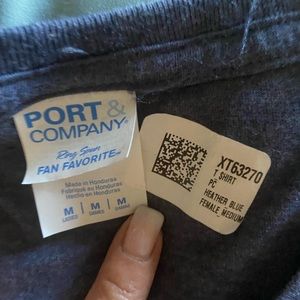 PORT &
COMPANY®
Ring Spun
FAN FAVORITE™
Made in Honduras
Fabriqué au Honduras
Hecho en Honduras
M M M
LADIES DAMES DAMAS
XT63270
T SHIRT
PC
HEATHER BLUE
FEMALE, MEDIUM